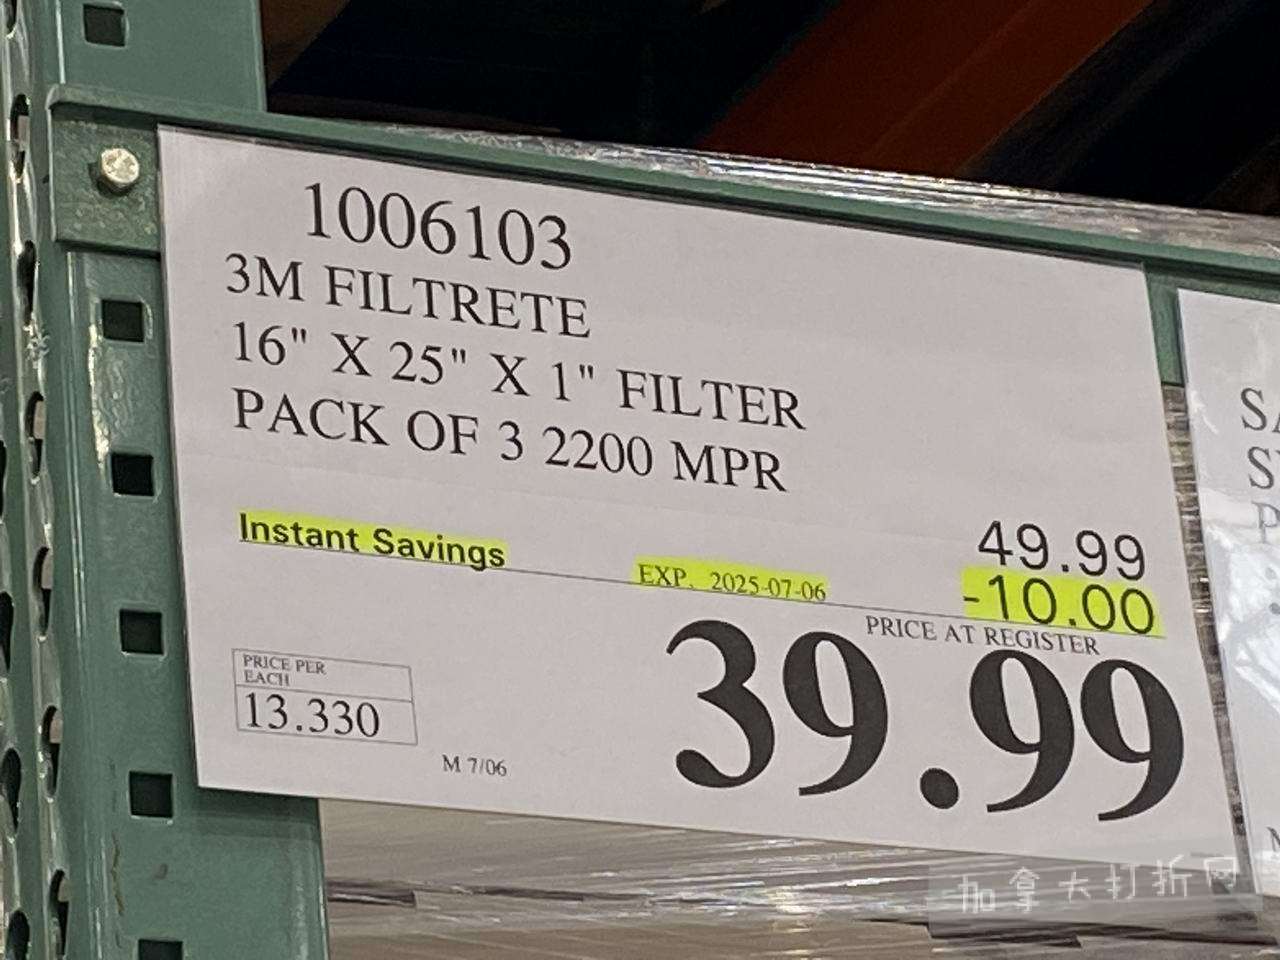 1006103
3M FILTRETE
16" X 25" X 1" FILTER
PACK OF 3 2200 MPR
49.99
Instant Savings EXP. 2025-07-06 -10.00
PRICE AT REGISTER
39.99
PRICE PER
EACH
13.330
M 7/06
加拿大打折网